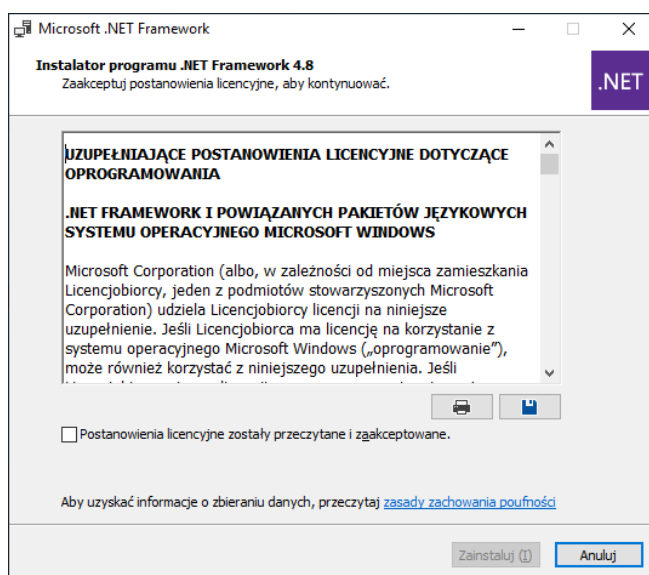 Microsoft .NET Framework
Instalator programu .NET Framework 4.8
Zaakceptuj postanowienia licencyjne, aby kontynuować.
.NET
UZUPEŁNIAJĄCE POSTANOWIENIA LICENCYJNE DOTYCZĄCE
OPROGRAMOWANIA
.NET FRAMEWORK I POWIĄZANYCH PAKIETÓW JĘZYKOWYCH
SYSTEMU OPERACYJNEGO MICROSOFT WINDOWS
Microsoft Corporation (albo, w zależności od miejsca zamieszkania
Licencjobiorcy, jeden z podmiotów stowarzyszonych Microsoft
Corporation) udziela Licencjobiorcy licencji na niniejsze
uzupełnienie. Jeśli Licencjobiorca ma licencję na korzystanie z
systemu operacyjnego Microsoft Windows („oprogramowanie”),
może również korzystać z niniejszego uzupełnienia. Jeśli
Postanowienia licencyjne zostały przeczytane i zaakceptowane.
Aby uzyskać informacje o zbieraniu danych, przeczytaj zasady zachowania poufności
Zainstaluj (I)
Anuluj